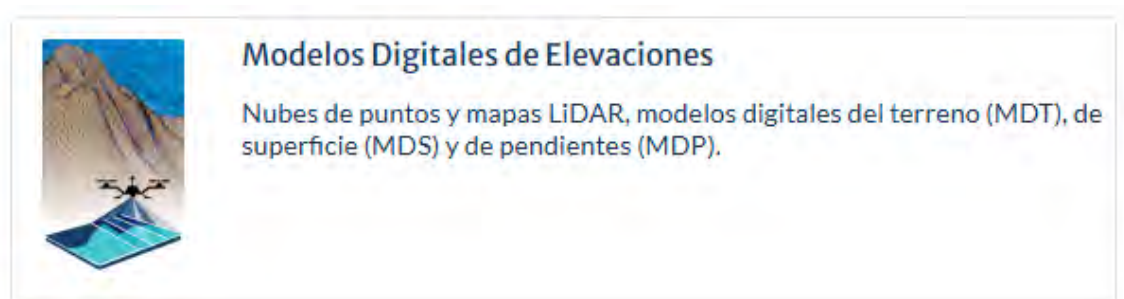 Modelos Digitales de Elevaciones
Nubes de puntos y mapas LiDAR, modelos digitales del terreno (MDT), de
superficie (MDS) y de pendientes (MDP).